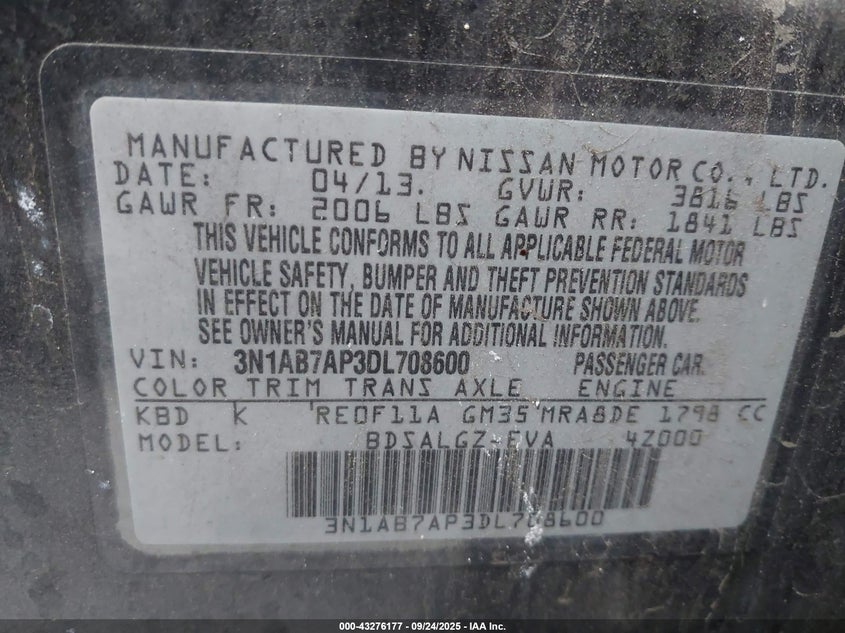 MANUFACTURED BY NISSAN MOTOR CO., LTD.
DATE: 04/13. GVWR: 3816 LBS
GAWR FR: 2006 LBS GAWR RR: 1841 LBS
THIS VEHICLE CONFORMS TO ALL APPLICABLE FEDERAL MOTOR
VEHICLE SAFETY, BUMPER AND THEFT PREVENTION STANDARDS
IN EFFECT ON THE DATE OF MANUFACTURE SHOWN ABOVE.
SEE OWNER'S MANUAL FOR ADDITIONAL INFORMATION.
VIN: 3N1AB7AP3DL708600 PASSENGER CAR.
COLOR TRIM TRANS AXLE ENGINE
KBD K RE0F11A GM35 MRA8DE 1798 CC
MODEL: BDSALGZ-EVA 4Z000
3N1AB7AP3DL708600
000-43276177 - 09/24/2025 - IAA Inc.